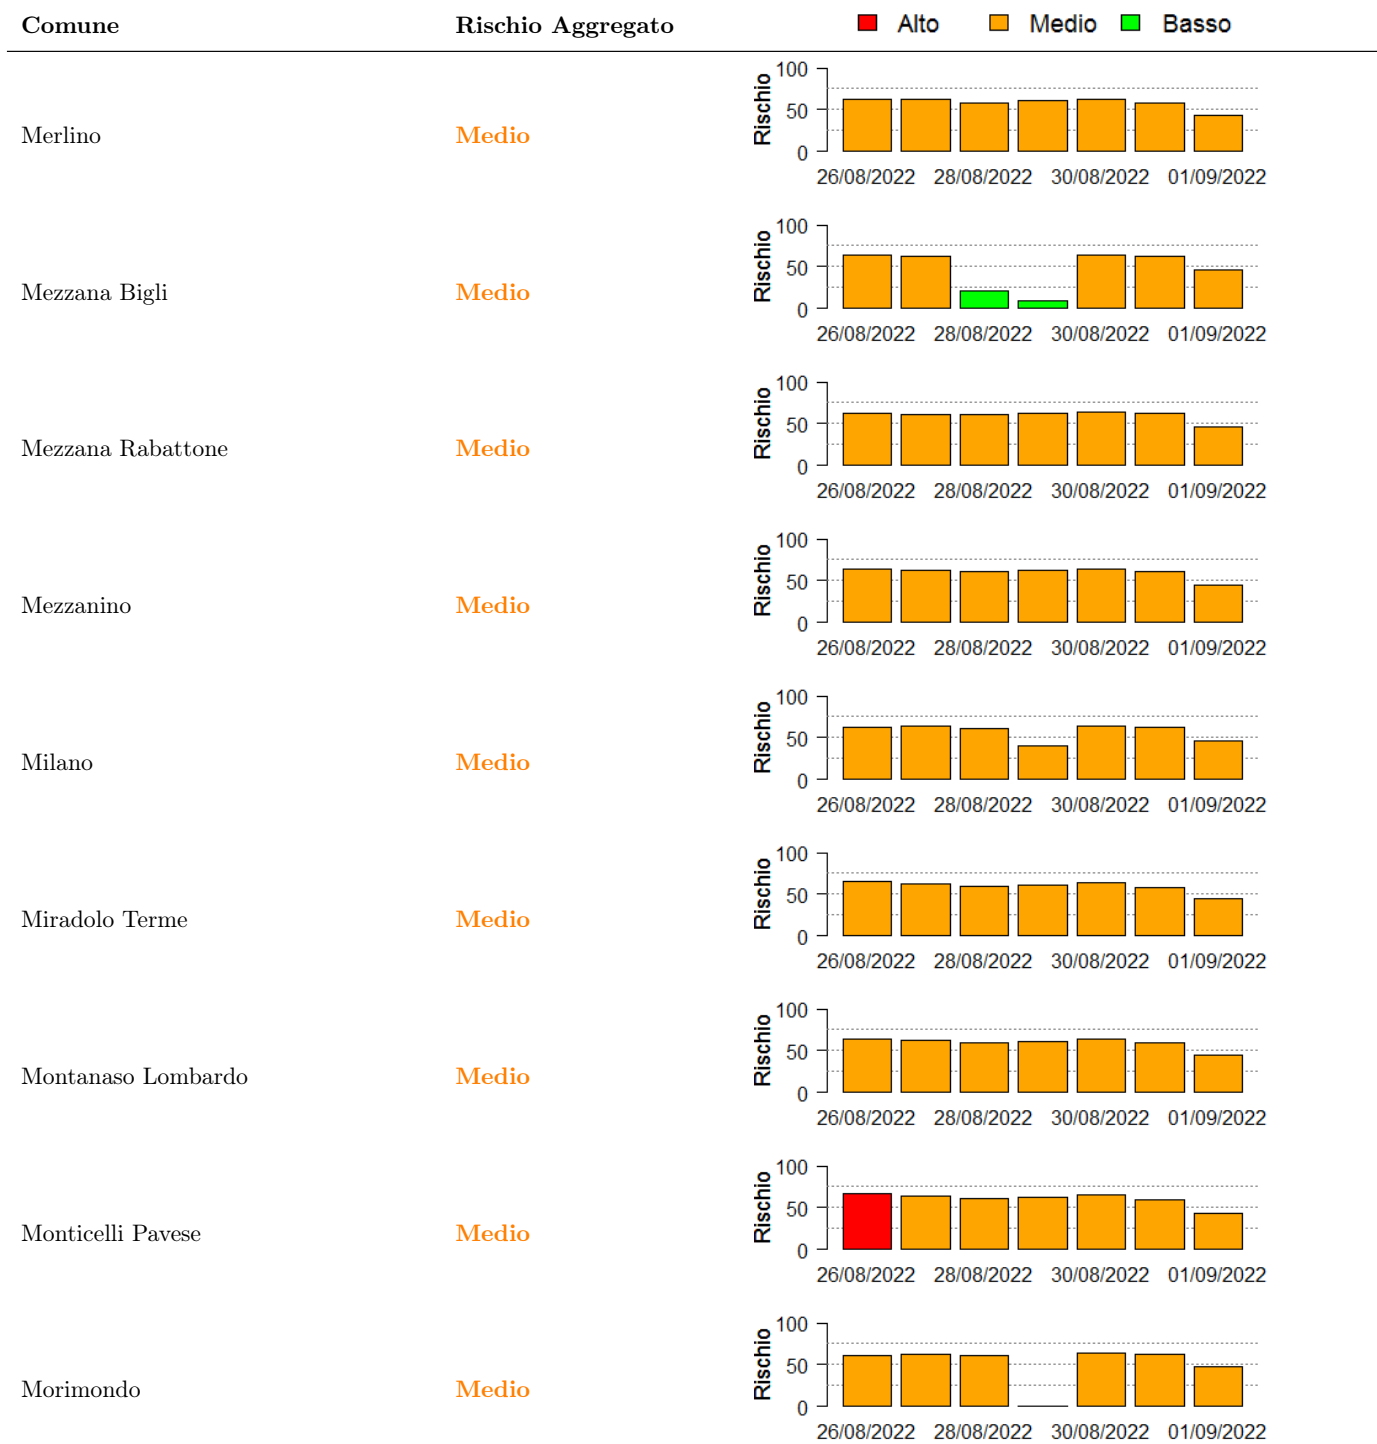 Comune Rischio Aggregato Alto Medio Basso
100
50
0
Rischio
Merlino Medio
26/08/2022 28/08/2022 30/08/2022 01/09/2022
100
50
0
Rischio
Mezzana Bigli Medio
26/08/2022 28/08/2022 30/08/2022 01/09/2022
100
50
0
Rischio
Mezzana Rabattone Medio
26/08/2022 28/08/2022 30/08/2022 01/09/2022
100
50
0
Rischio
Mezzanino Medio
26/08/2022 28/08/2022 30/08/2022 01/09/2022
100
50
0
Rischio
Milano Medio
26/08/2022 28/08/2022 30/08/2022 01/09/2022
100
50
0
Rischio
Miradolo Terme Medio
26/08/2022 28/08/2022 30/08/2022 01/09/2022
100
50
0
Rischio
Montanaso Lombardo Medio
26/08/2022 28/08/2022 30/08/2022 01/09/2022
100
50
0
Rischio
Monticelli Pavese Medio
26/08/2022 28/08/2022 30/08/2022 01/09/2022
100
50
0
Rischio
Morimondo Medio
26/08/2022 28/08/2022 30/08/2022 01/09/2022